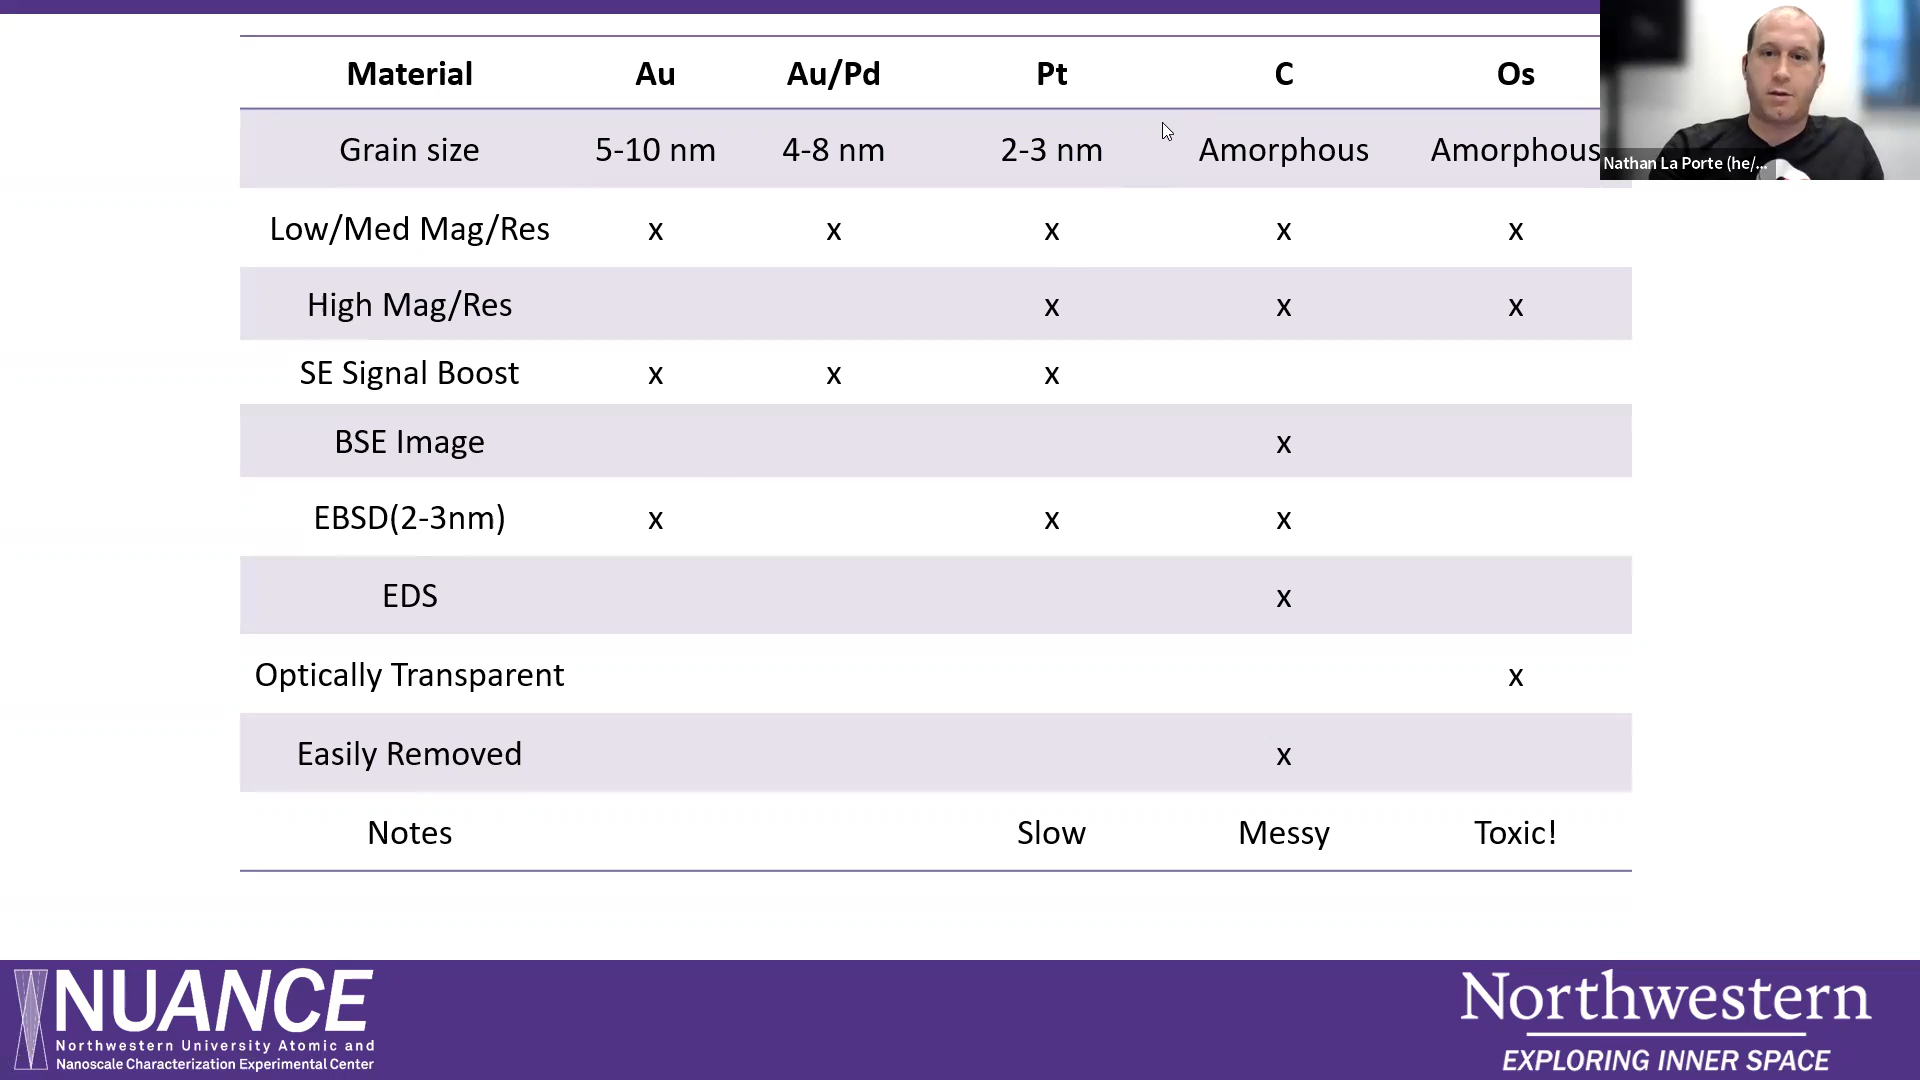 Material Au Au/Pd Pt C Os
Grain size 5-10 nm 4-8 nm 2-3 nm Amorphous Amorphous
Low/Med Mag/Res x x x x x
High Mag/Res x x x
SE Signal Boost x x x
BSE Image x
EBSD(2-3nm) x x x
EDS x
Optically Transparent x
Easily Removed x
Notes Slow Messy Toxic!
Nathan La Porte (he/...
NUANCE
Northwestern University Atomic and
Nanoscale Characterization Experimental Center
Northwestern
EXPLORING INNER SPACE